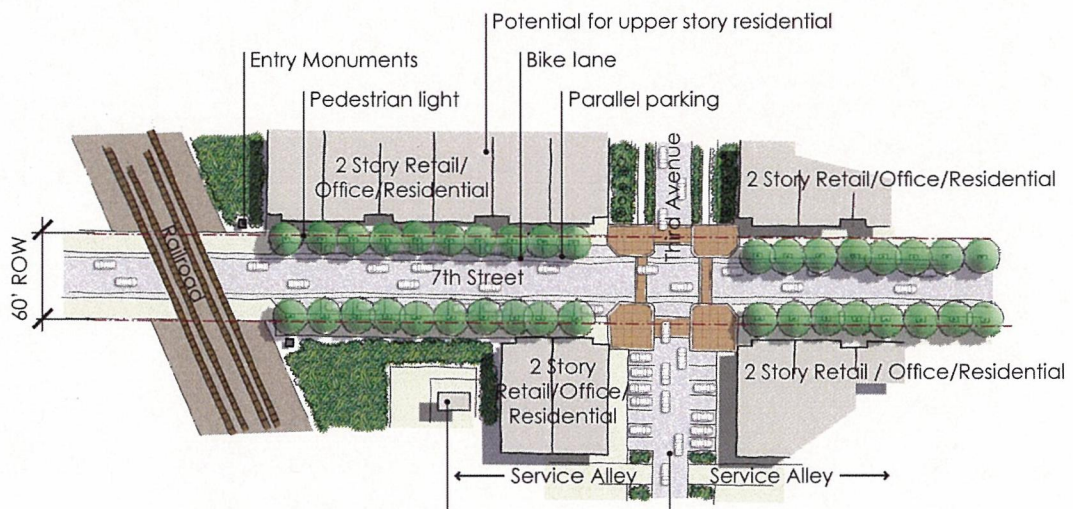 Potential for upper story residential
Entry Monuments
Bike lane
Pedestrian light
Parallel parking
2 Story Retail/
Office/Residential
Third Avenue
2 Story Retail/Office/Residential
60' ROW
Railroad
7th Street
2 Story
Retail/Office/
Residential
2 Story Retail / Office/Residential
Service Alley
Service Alley